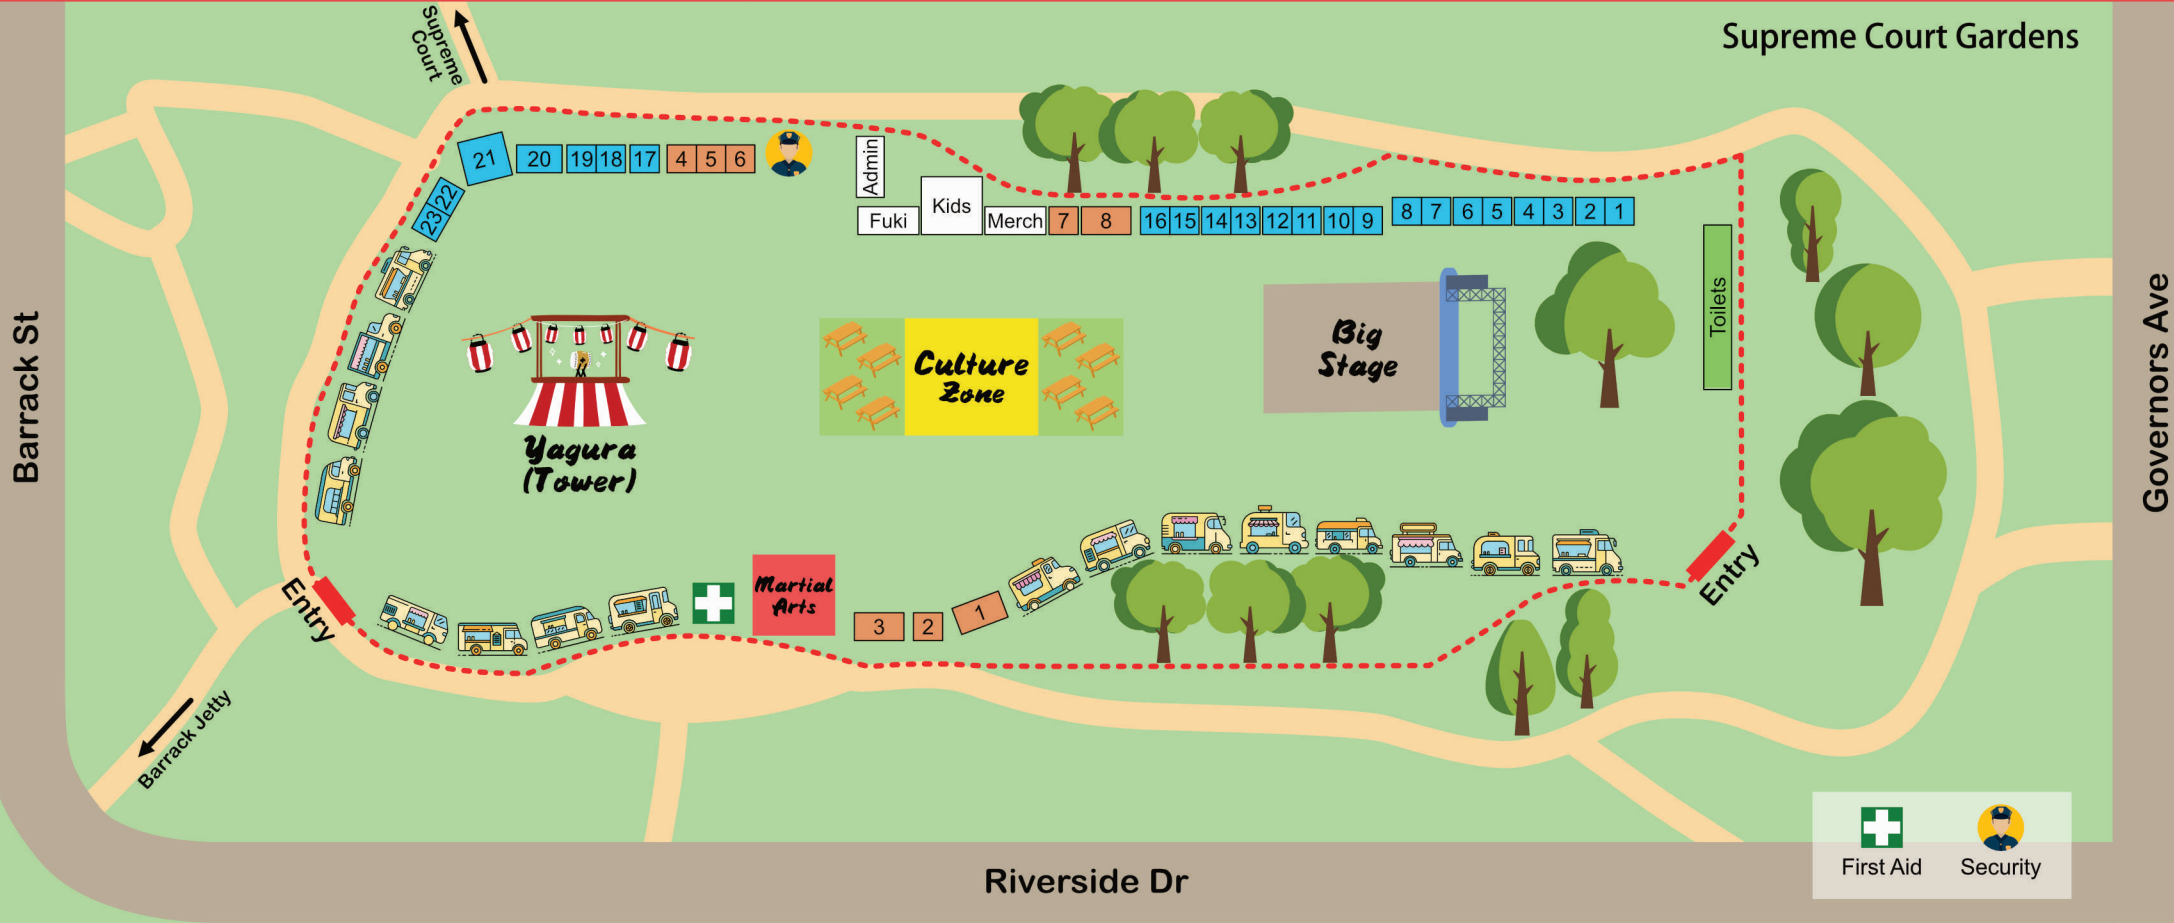 Supreme Court Gardens
Supreme
Court
21
20
19
18
17
4
5
6
Admin
Fuki
Kids
Merch
7
8
16
15
14
13
12
11
10
9
8
7
6
5
4
3
2
1
22
23
Toilets
Barrack St
Governors Ave
Yagura
(Tower)
Culture
Zone
Big
Stage
Entry
Martial
Arts
3
2
1
Entry
Barrack Jetty
Riverside Dr
First Aid
Security